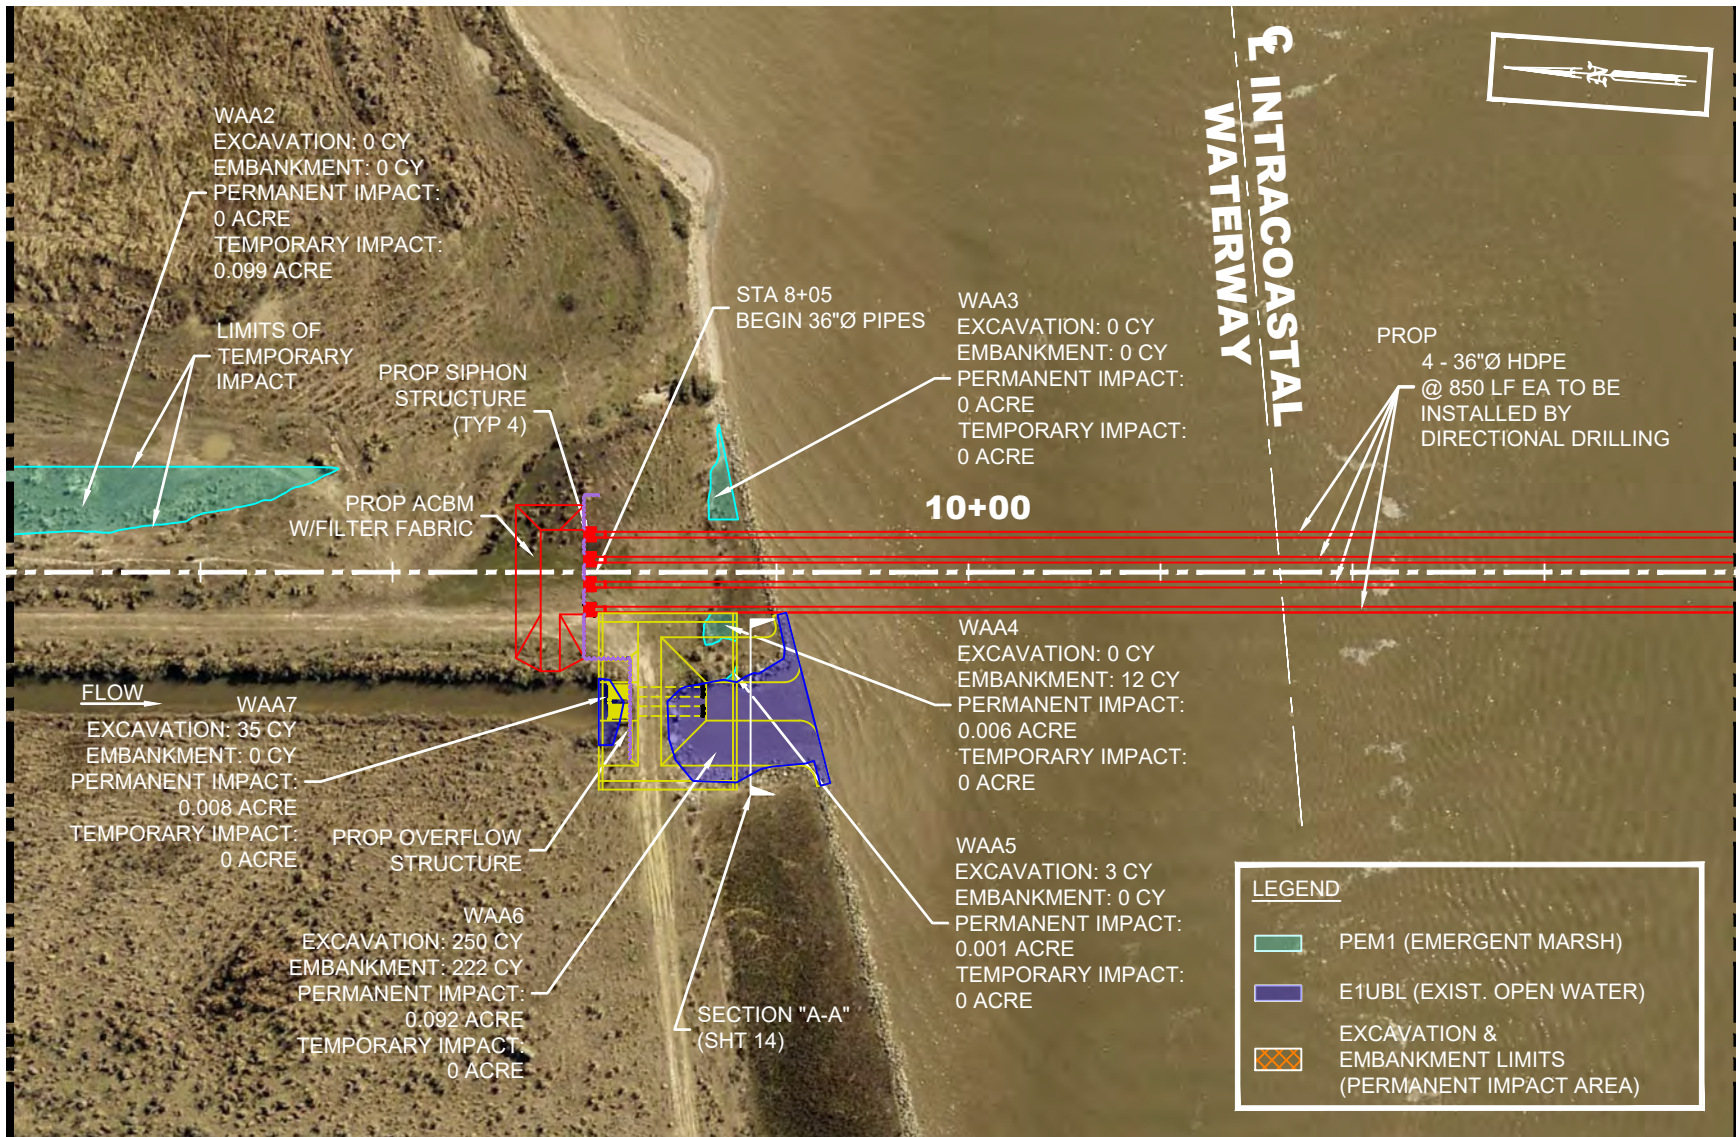 WAA2
EXCAVATION: 0 CY
EMBANKMENT: 0 CY
PERMANENT IMPACT:
0 ACRE
TEMPORARY IMPACT:
0.099 ACRE
LIMITS OF
TEMPORARY
IMPACT
PROP SIPHON
STRUCTURE
(TYP 4)
PROP ACBM
W/FILTER FABRIC
STA 8+05
BEGIN 36"Ø PIPES
WAA3
EXCAVATION: 0 CY
EMBANKMENT: 0 CY
PERMANENT IMPACT:
0 ACRE
TEMPORARY IMPACT:
0 ACRE
℄ INTRACOASTAL
WATERWAY
N
PROP
4 - 36"Ø HDPE
@ 850 LF EA TO BE
INSTALLED BY
DIRECTIONAL DRILLING
10+00
FLOW
WAA7
EXCAVATION: 35 CY
EMBANKMENT: 0 CY
PERMANENT IMPACT:
0.008 ACRE
TEMPORARY IMPACT:
0 ACRE
PROP OVERFLOW
STRUCTURE
WAA6
EXCAVATION: 250 CY
EMBANKMENT: 222 CY
PERMANENT IMPACT:
0.092 ACRE
TEMPORARY IMPACT:
0 ACRE
SECTION "A-A"
(SHT 14)
WAA4
EXCAVATION: 0 CY
EMBANKMENT: 12 CY
PERMANENT IMPACT:
0.006 ACRE
TEMPORARY IMPACT:
0 ACRE
WAA5
EXCAVATION: 3 CY
EMBANKMENT: 0 CY
PERMANENT IMPACT:
0.001 ACRE
TEMPORARY IMPACT:
0 ACRE
LEGEND
PEM1 (EMERGENT MARSH)
E1UBL (EXIST. OPEN WATER)
EXCAVATION &
EMBANKMENT LIMITS
(PERMANENT IMPACT AREA)